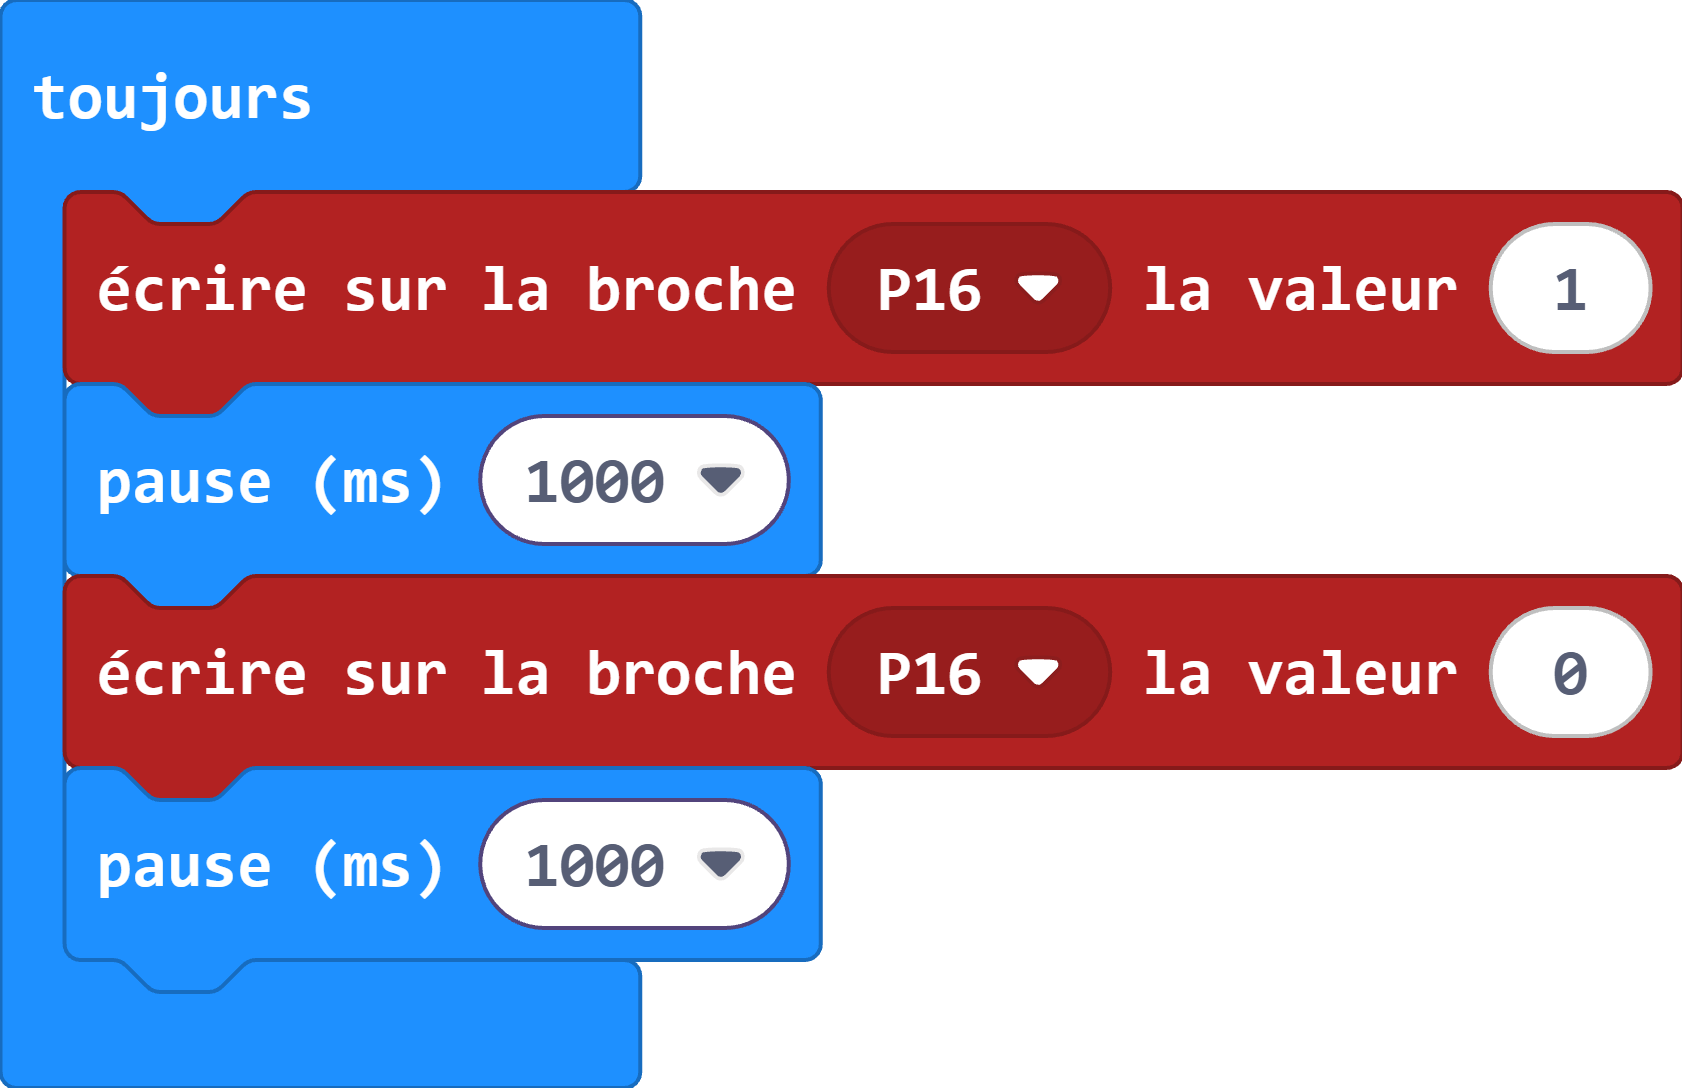 toujours
écrire sur la broche P16 la valeur 1
pause (ms) 1000
écrire sur la broche P16 la valeur 0
pause (ms) 1000